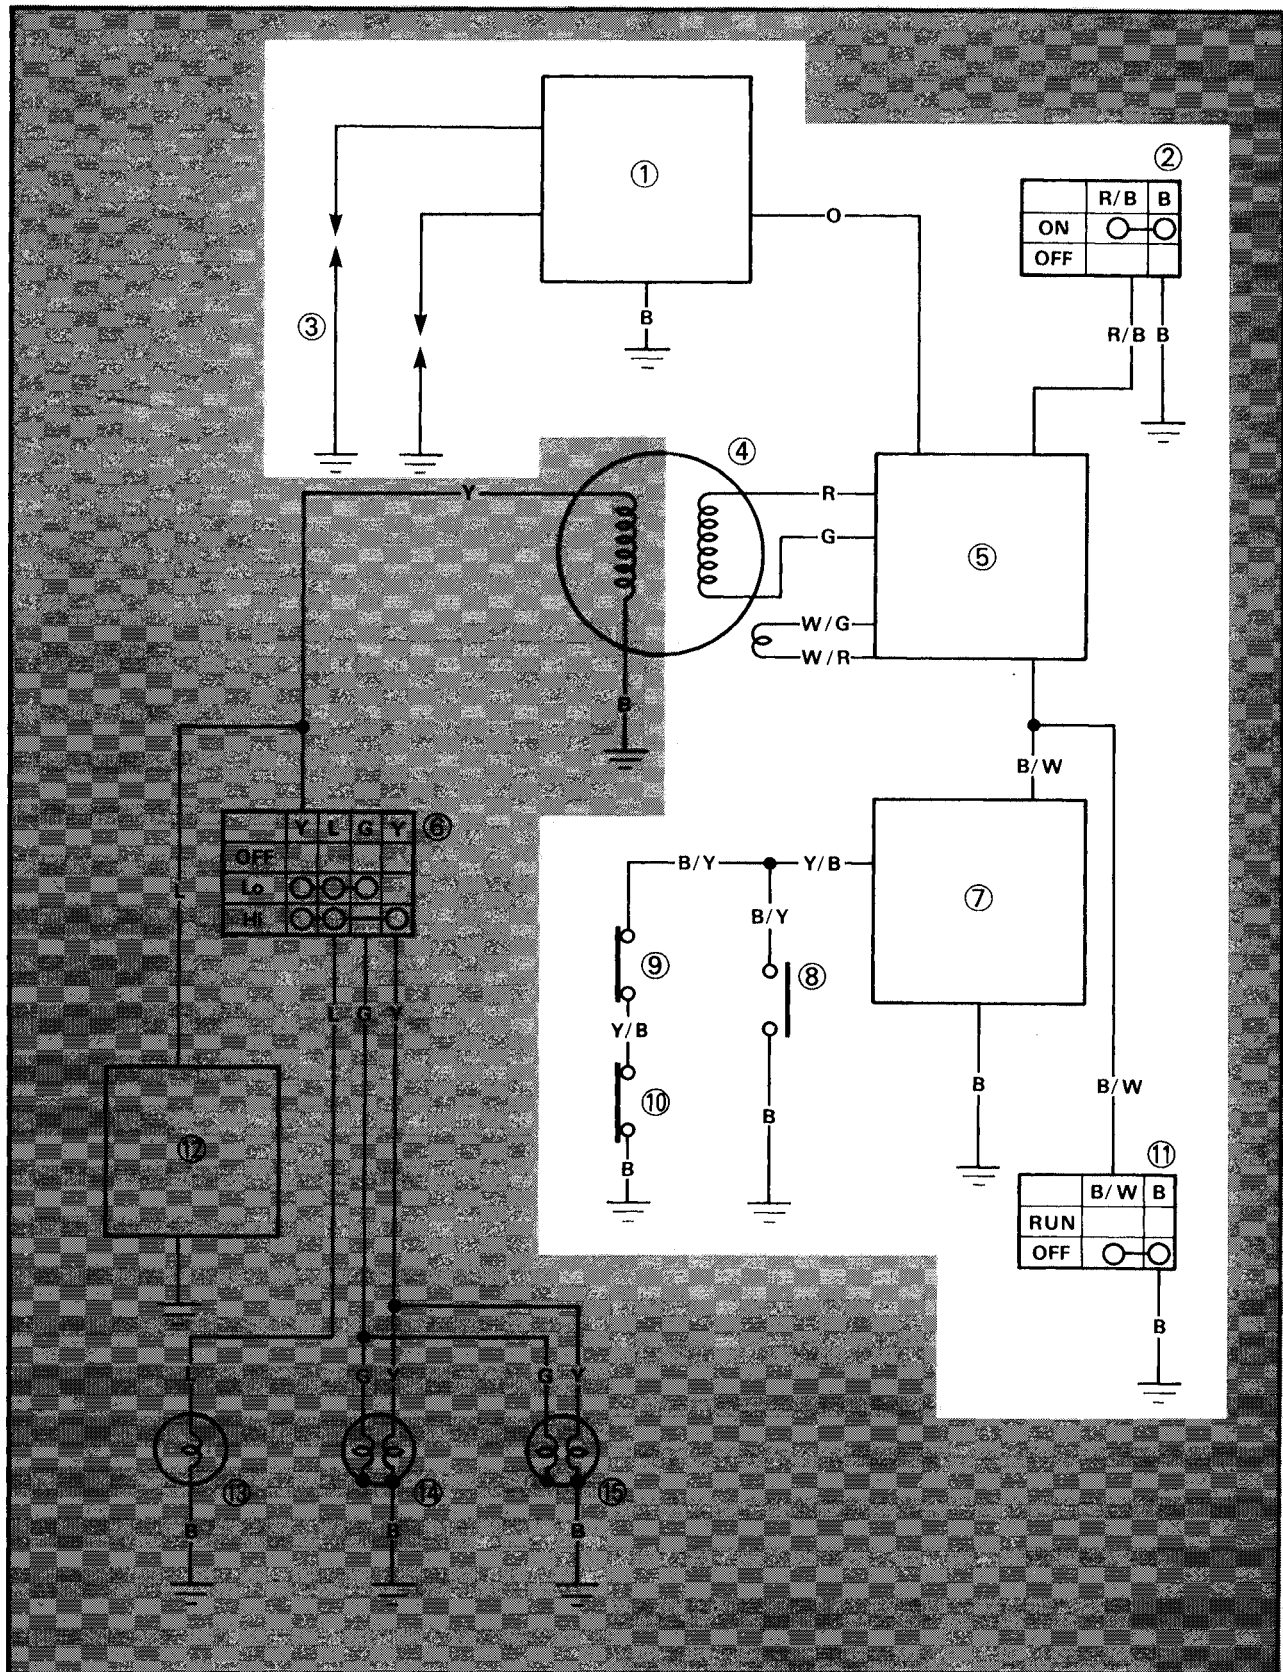 ①
②
R/B B
ON
OFF
O
B
③
R/B B
④
Y
R
G
⑤
W/G
W/R
B
B/W
Y L G Y
⑥
OFF
Lo
Hi
L
B/Y
Y/B
⑦
B/Y
⑨
⑧
L G Y
Y/B
⑩
B
B
B
B/W
⑫
⑪
B/W B
RUN
OFF
B
L
G Y
G Y
⑬
⑭
⑮
B
B
B